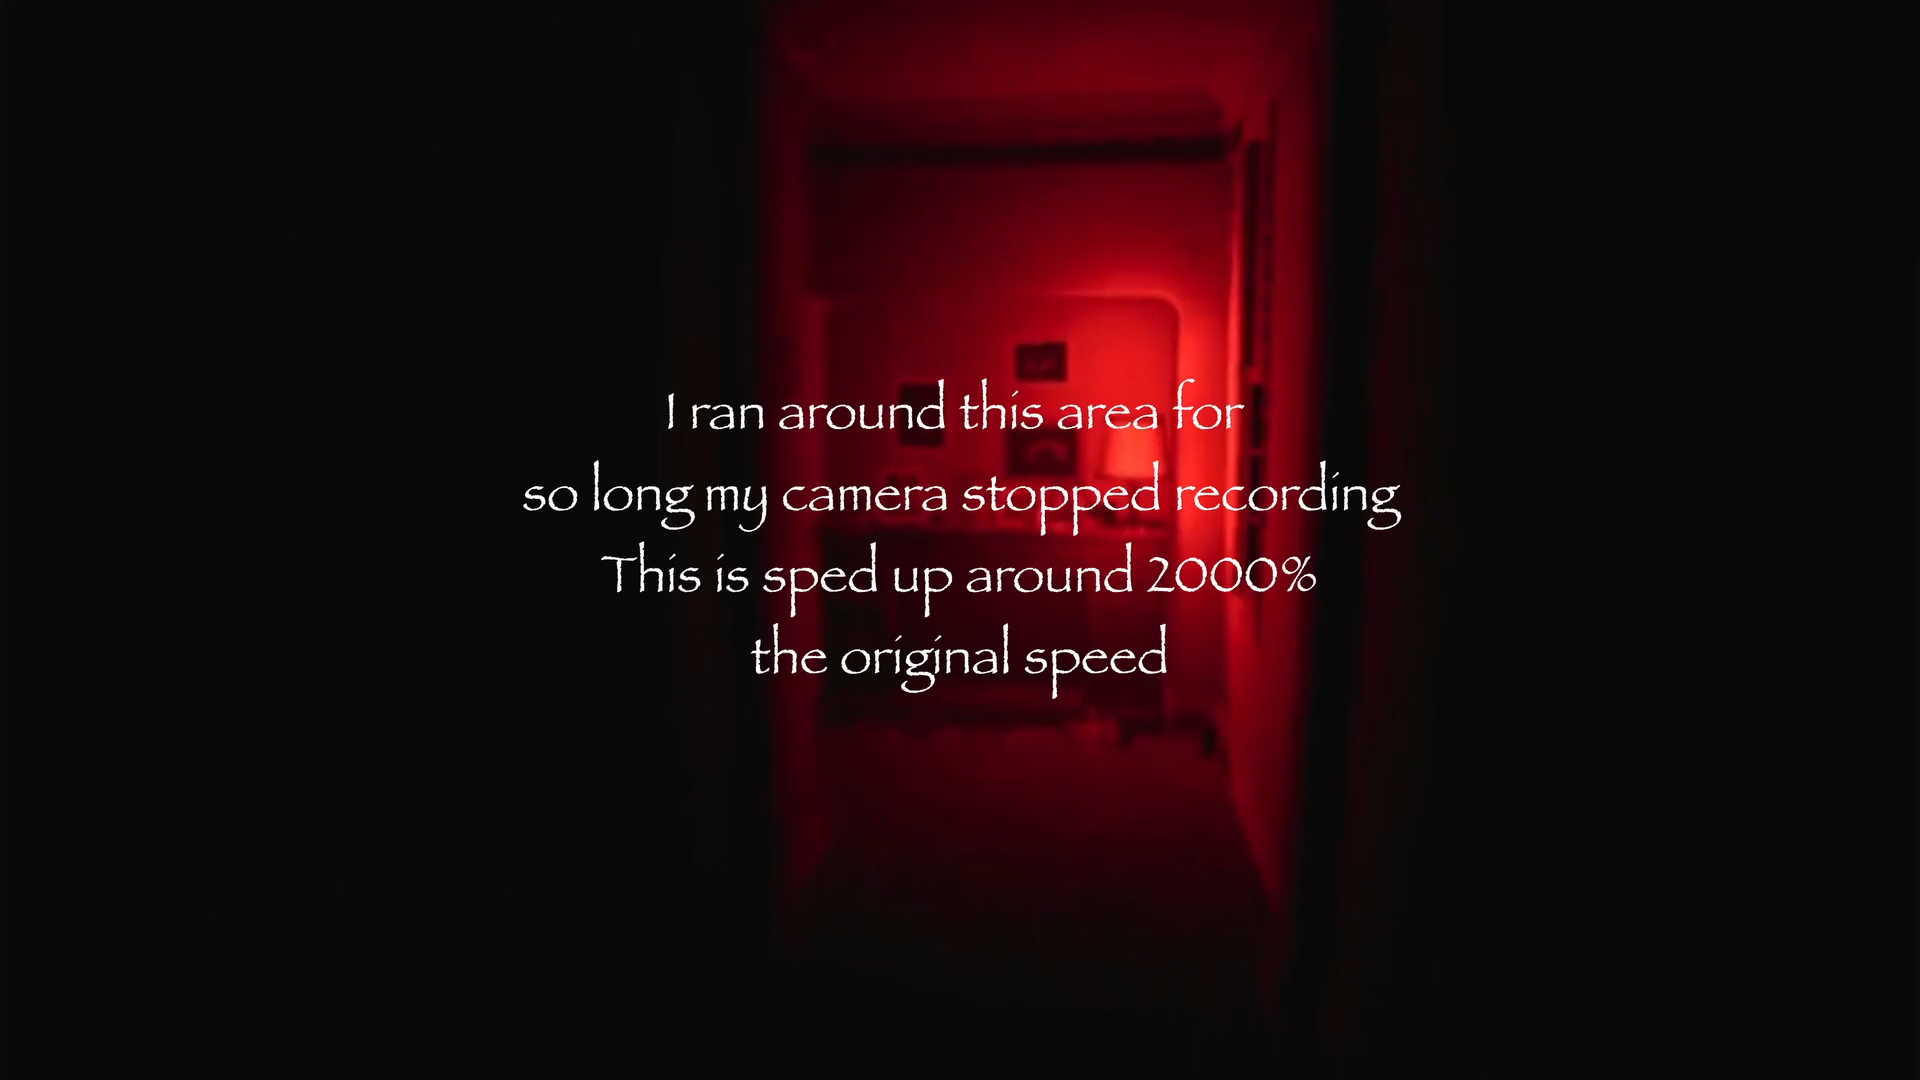 I ran around this area for
so long my camera stopped recording
This is sped up around 2000%
the original speed